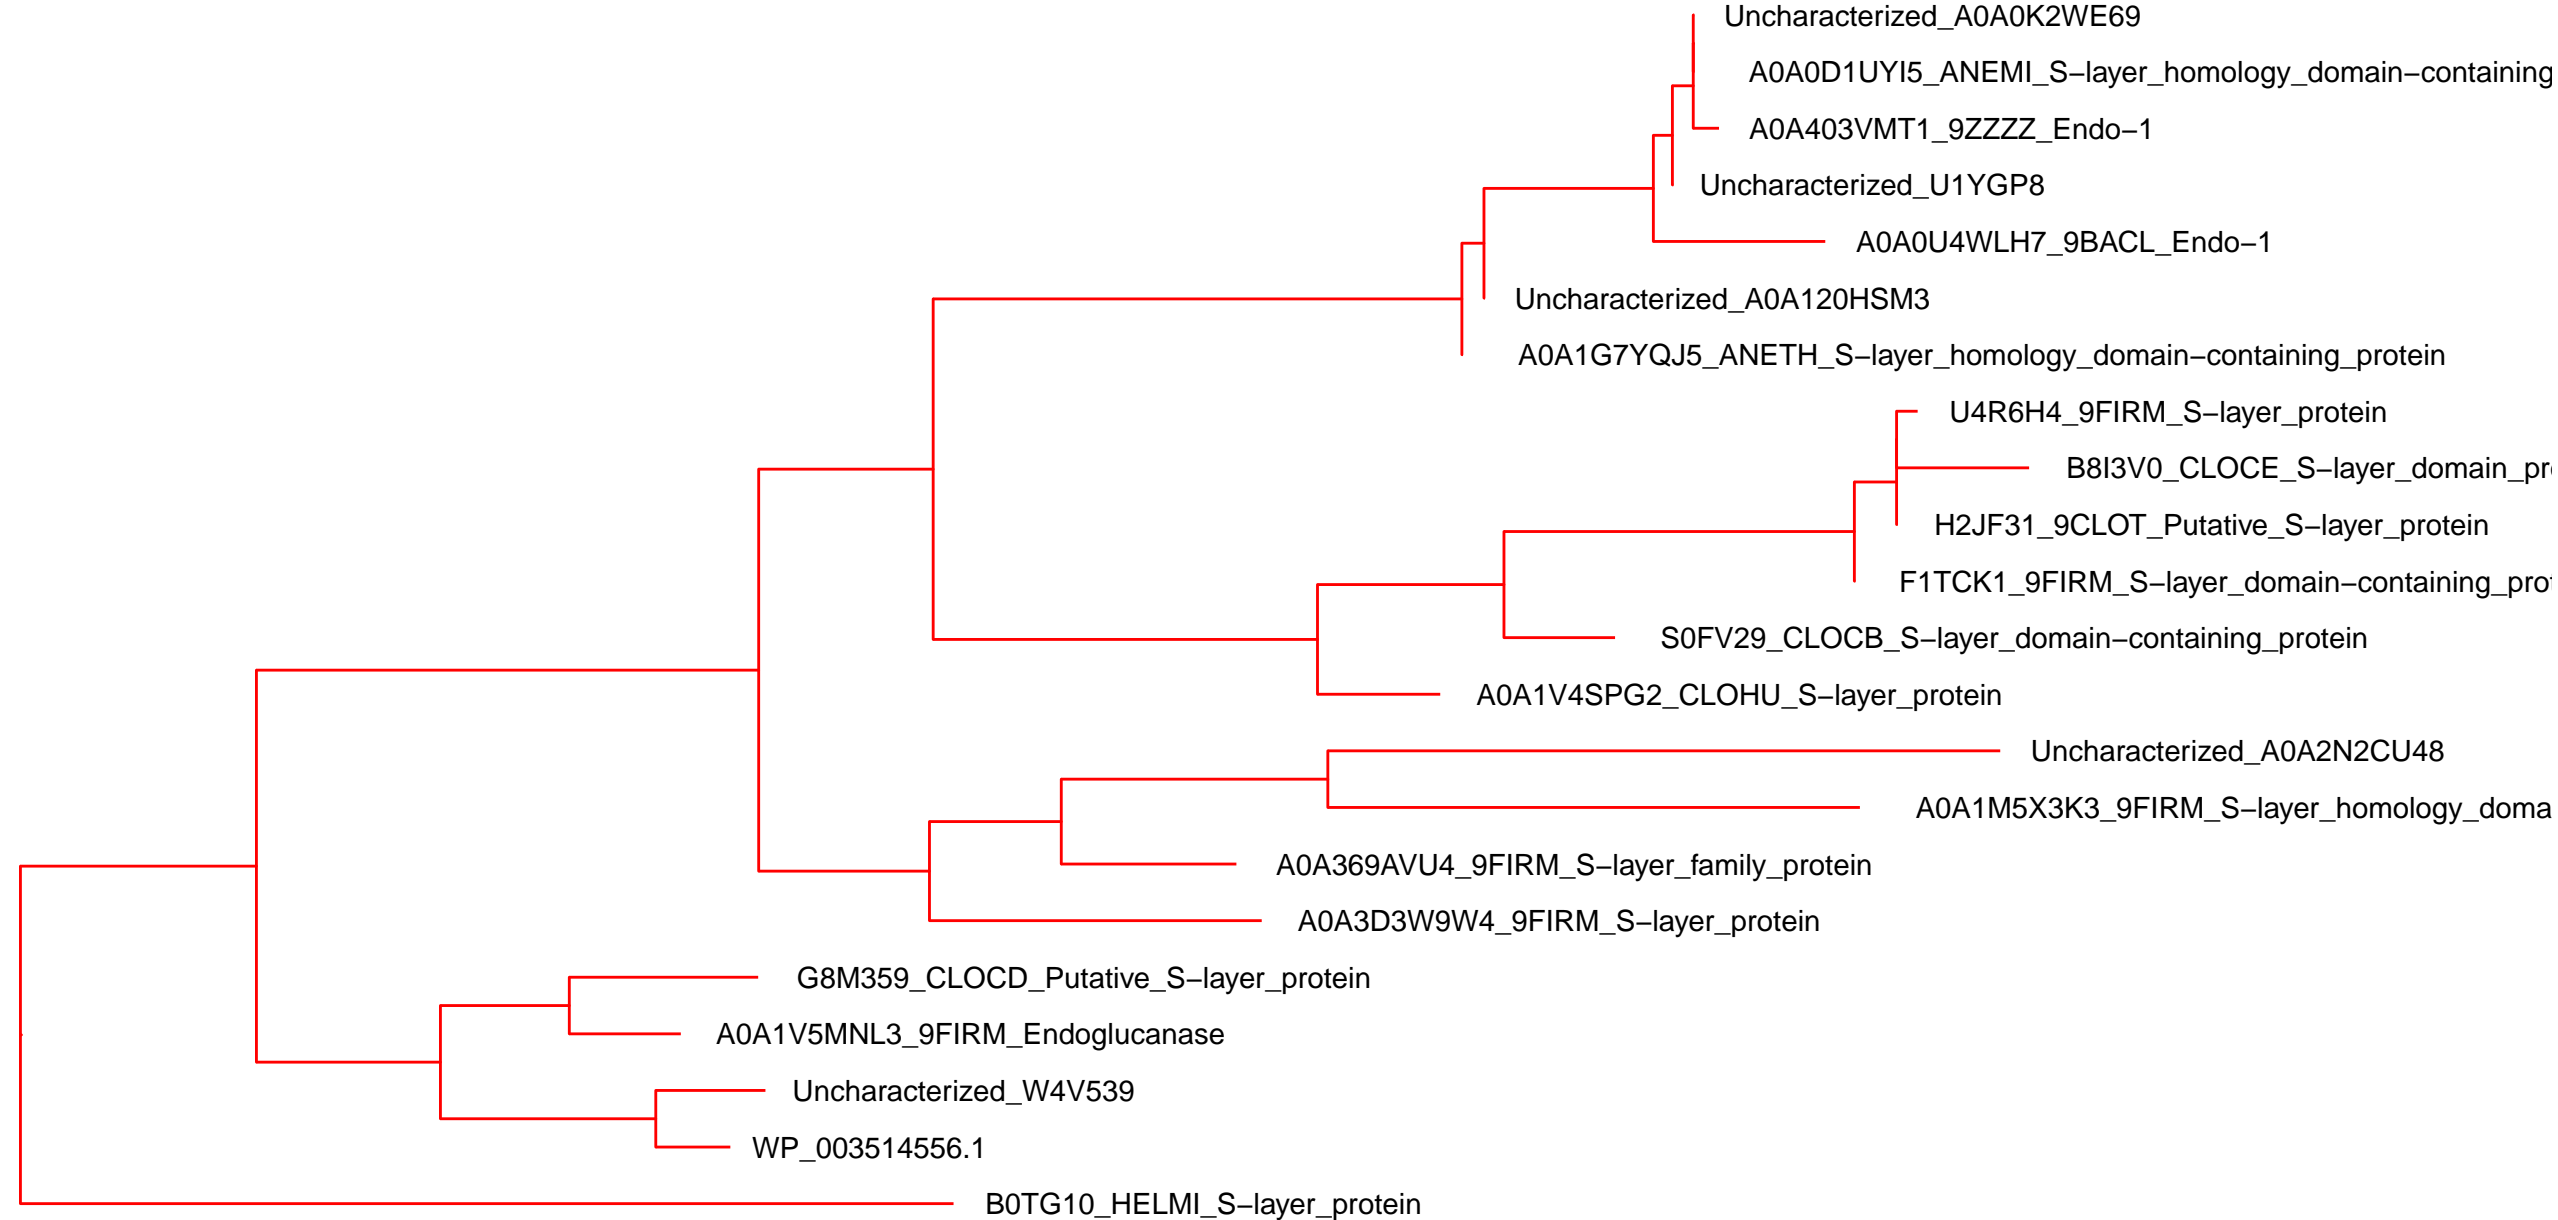 Uncharacterized_A0A0K2WE69
A0A0D1UYI5_ANEMI_S−layer_homology_domain−containing
A0A403VMT1_9ZZZZ_Endo−1
Uncharacterized_U1YGP8
A0A0U4WLH7_9BACL_Endo−1
Uncharacterized_A0A120HSM3
A0A1G7YQJ5_ANETH_S−layer_homology_domain−containing_protein
U4R6H4_9FIRM_S−layer_protein
B8I3V0_CLOCE_S−layer_domain_pr
H2JF31_9CLOT_Putative_S−layer_protein
F1TCK1_9FIRM_S−layer_domain−containing_prot
S0FV29_CLOCB_S−layer_domain−containing_protein
A0A1V4SPG2_CLOHU_S−layer_protein
Uncharacterized_A0A2N2CU48
A0A1M5X3K3_9FIRM_S−layer_homology_doma
A0A369AVU4_9FIRM_S−layer_family_protein
A0A3D3W9W4_9FIRM_S−layer_protein
G8M359_CLOCD_Putative_S−layer_protein
A0A1V5MNL3_9FIRM_Endoglucanase
Uncharacterized_W4V539
WP_003514556.1
B0TG10_HELMI_S−layer_protein